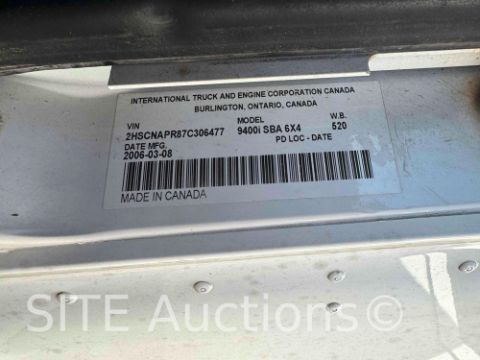 INTERNATIONAL TRUCK AND ENGINE CORPORATION CANADA
BURLINGTON, ONTARIO, CANADA
VIN MODEL W.B.
2HSCNAPR87C306477 9400i SBA 6X4 520
DATE MFG. PD LOC - DATE
2006-03-08
MADE IN CANADA
SITE Auctions.com